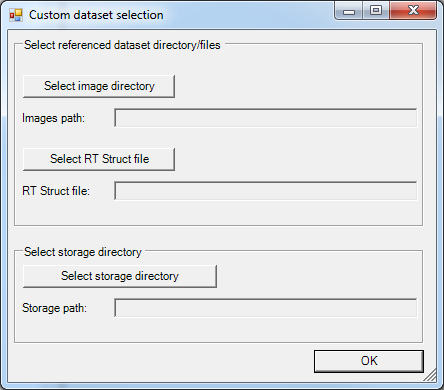 Custom dataset selection
Select referenced dataset directory/files
Select image directory
Images path:
Select RT Struct file
RT Struct file:
Select storage directory
Select storage directory
Storage path:
OK